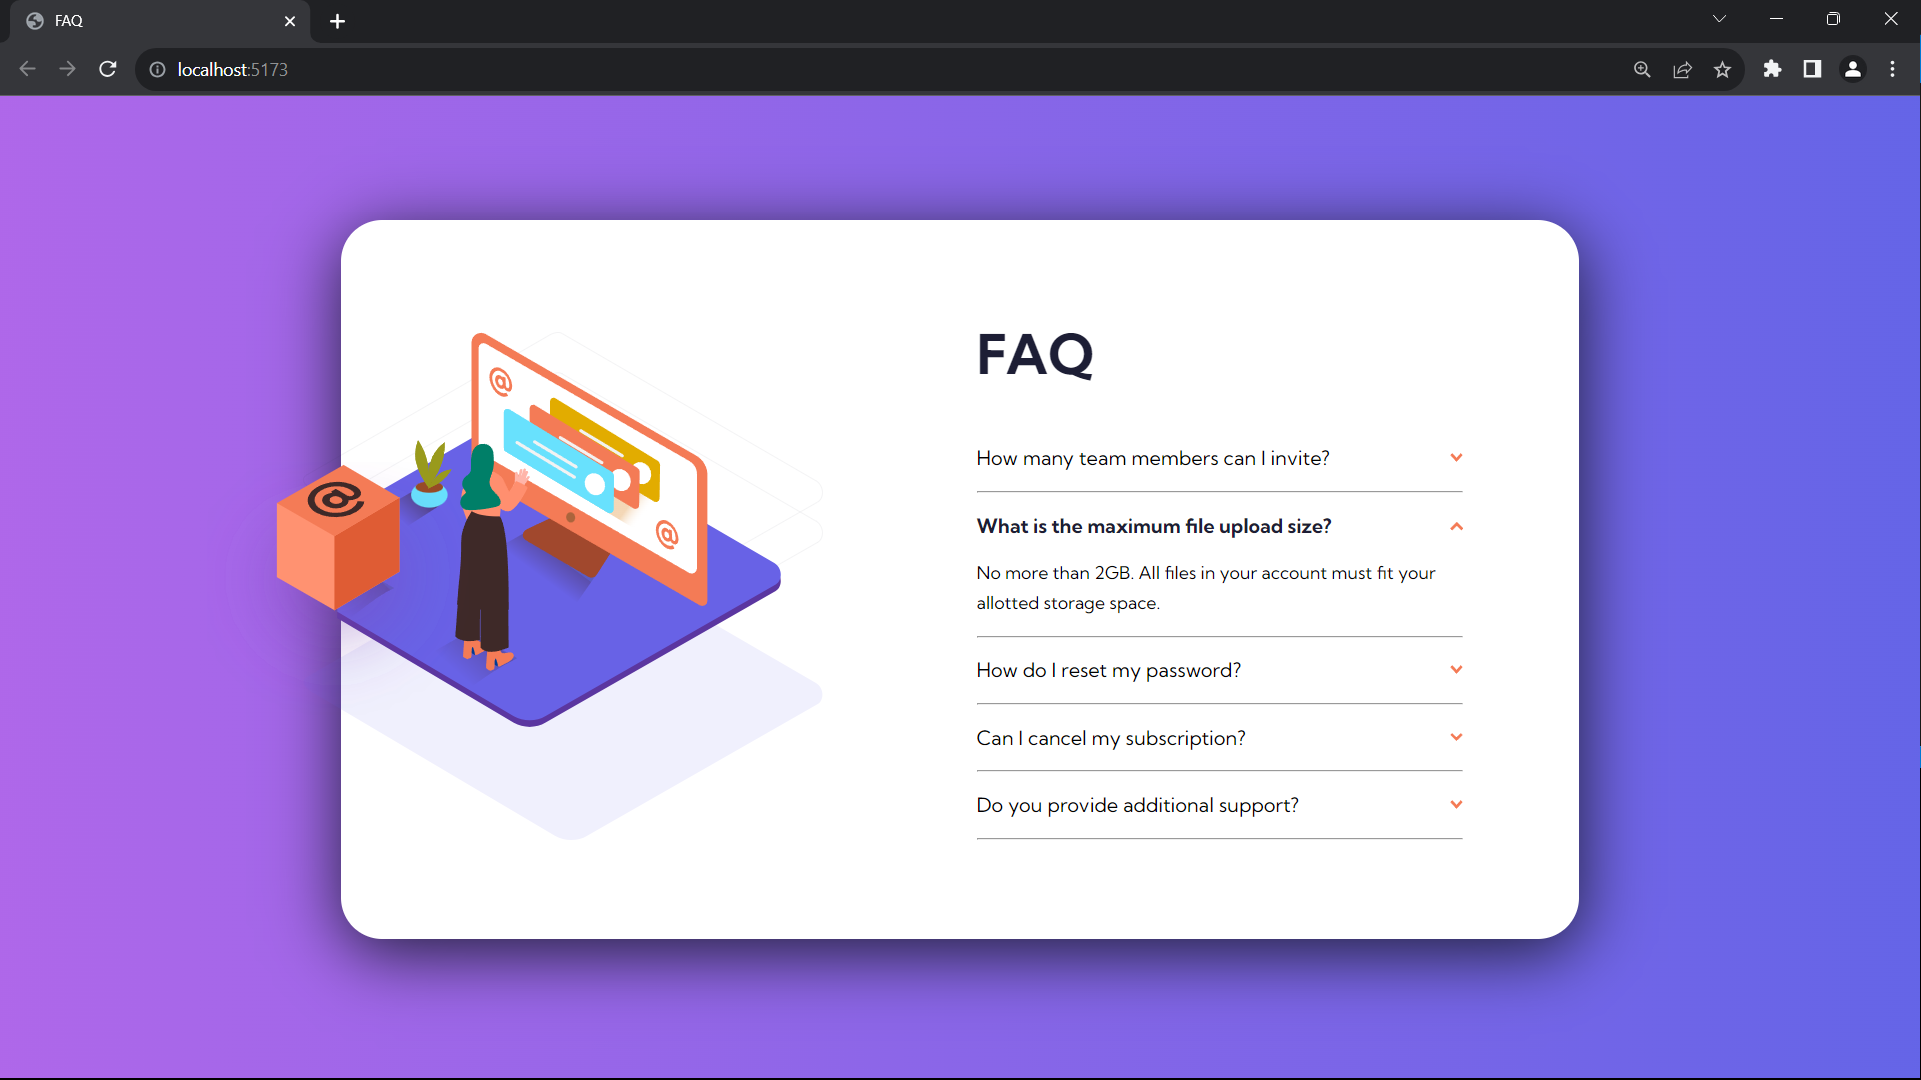 FAQ
localhost:5173
@
@
@
FAQ
How many team members can I invite?
What is the maximum file upload size?
No more than 2GB. All files in your account must fit your
allotted storage space.
How do I reset my password?
Can I cancel my subscription?
Do you provide additional support?